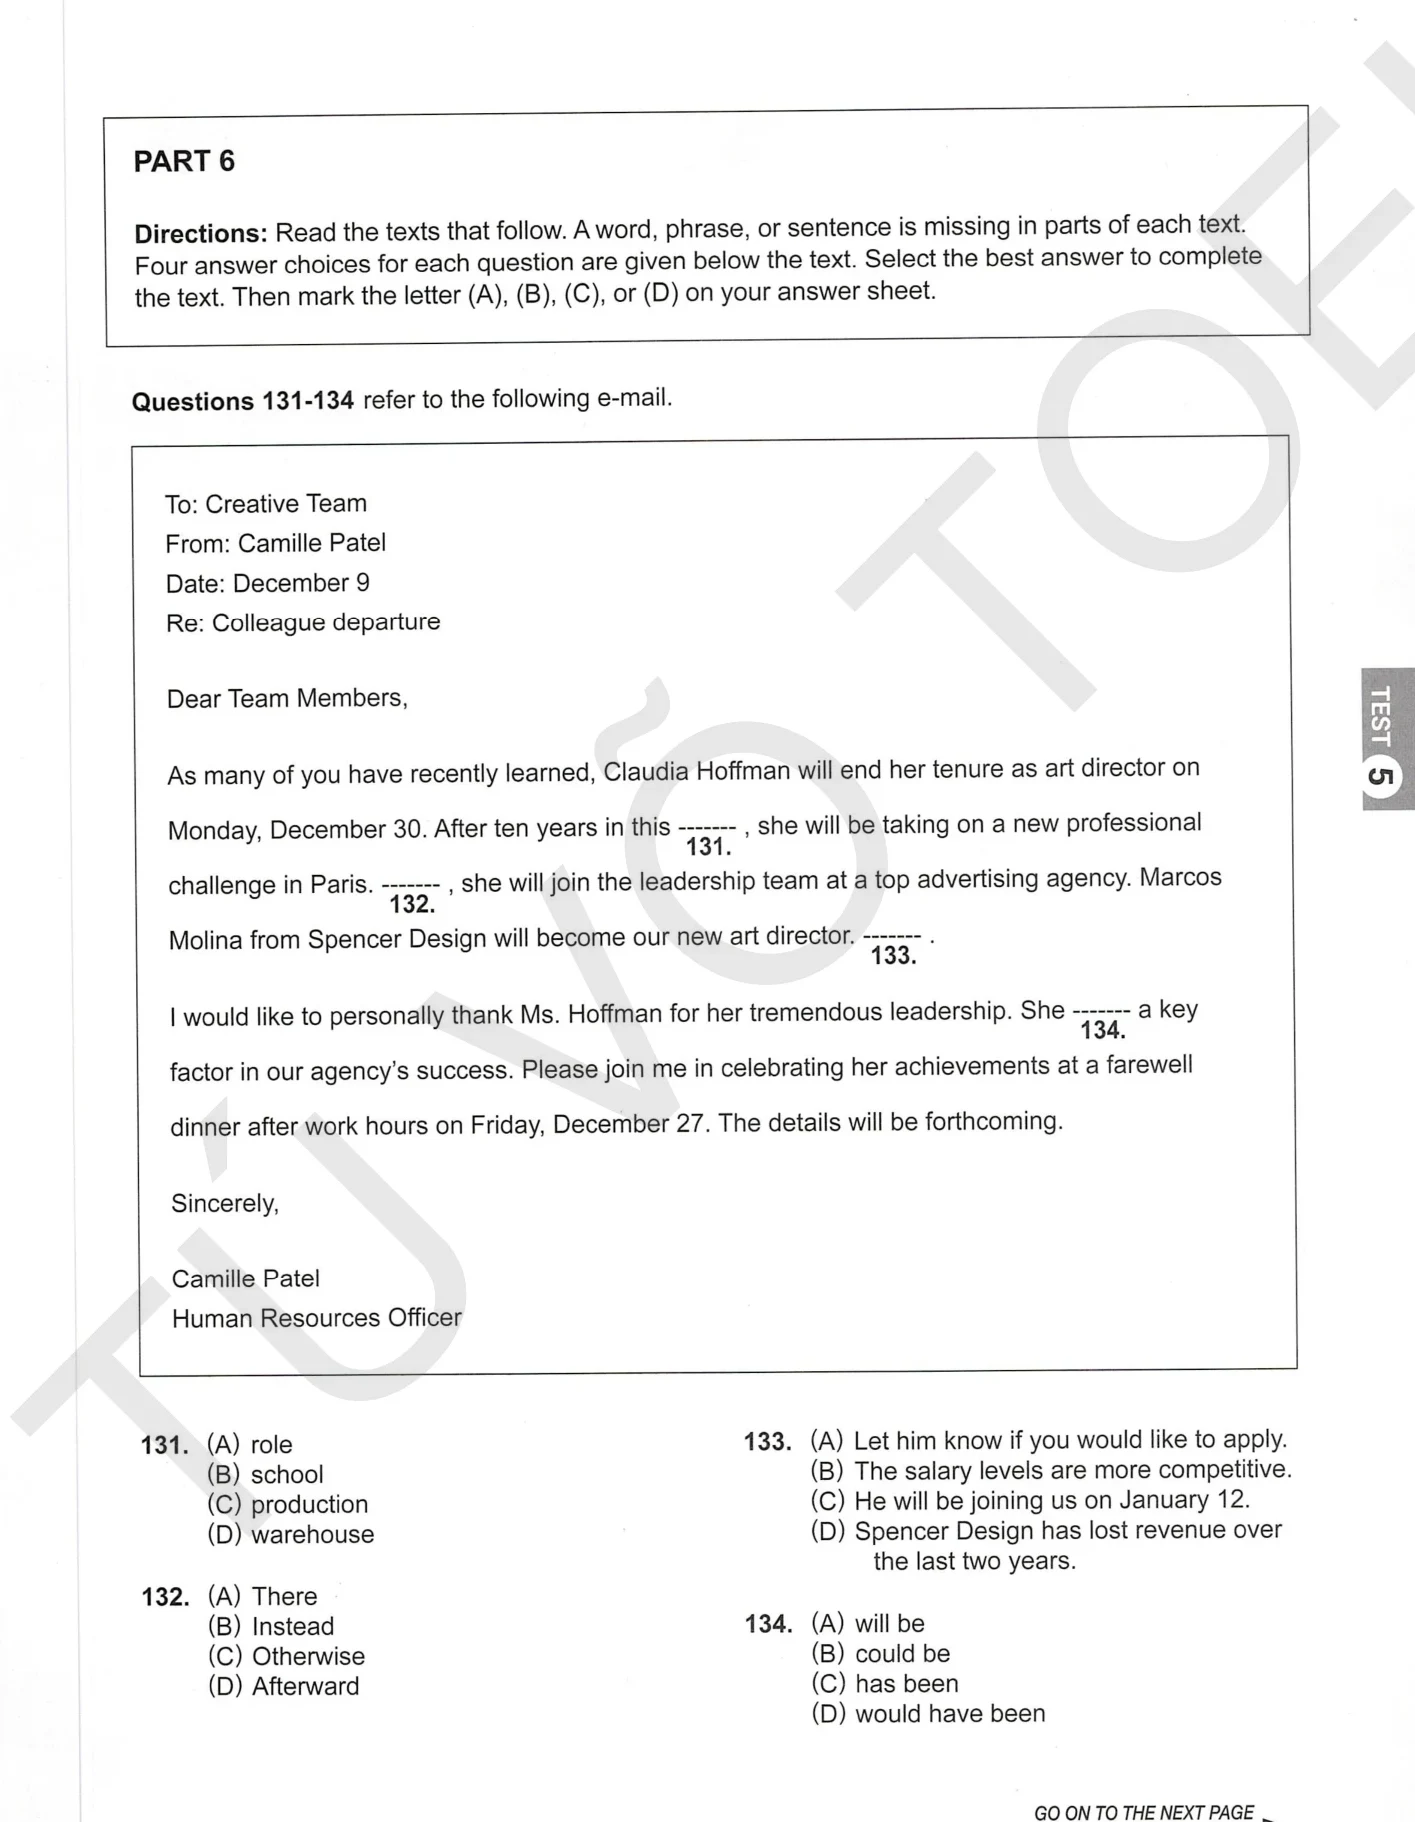 PART 6
Directions: Read the texts that follow. A word, phrase, or sentence is missing in parts of each text.
Four answer choices for each question are given below the text. Select the best answer to complete
the text. Then mark the letter (A), (B), (C), or (D) on your answer sheet.
Questions 131-134 refer to the following e-mail.
To: Creative Team
From: Camille Patel
Date: December 9
Re: Colleague departure
Dear Team Members,
As many of you have recently learned, Claudia Hoffman will end her tenure as art director on
Monday, December 30. After ten years in this ------- , she will be taking on a new professional
131.
challenge in Paris. ------- , she will join the leadership team at a top advertising agency. Marcos
132.
Molina from Spencer Design will become our new art director. ------- .
133.
I would like to personally thank Ms. Hoffman for her tremendous leadership. She ------- a key
134.
factor in our agency's success. Please join me in celebrating her achievements at a farewell
dinner after work hours on Friday, December 27. The details will be forthcoming.
Sincerely,
Camille Patel
Human Resources Officer
131. (A) role
(B) school
(C) production
(D) warehouse
132. (A) There
(B) Instead
(C) Otherwise
(D) Afterward
133. (A) Let him know if you would like to apply.
(B) The salary levels are more competitive.
(C) He will be joining us on January 12.
(D) Spencer Design has lost revenue over
the last two years.
134. (A) will be
(B) could be
(C) has been
(D) would have been
TEST 5
GO ON TO THE NEXT PAGE
TÚ VÕ TOE